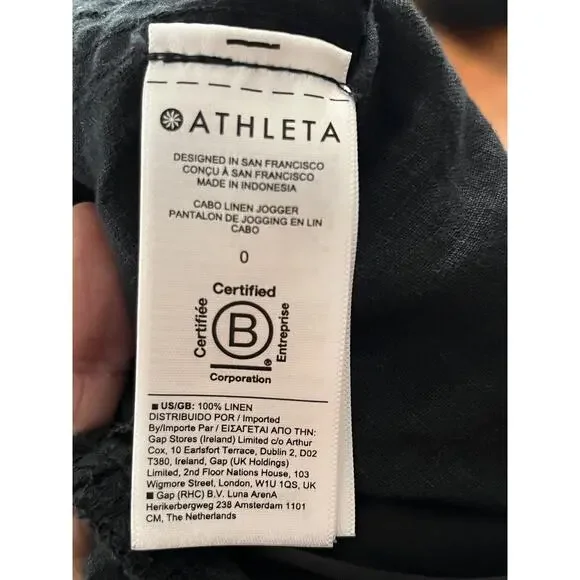 ATHLETA
DESIGNED IN SAN FRANCISCO
CONÇU À SAN FRANCISCO
MADE IN INDONESIA
CABO LINEN JOGGER
PANTALON DE JOGGING EN LIN
CABO
0
Certified
Certifiée
B
®
Entreprise
Corporation
■ US/GB: 100% LINEN
DISTRIBUIDO POR / Imported
By/Importe Par / ΕΙΣΑΓΕΤΑΙ ΑΠΟ ΤΗΝ:
Gap Stores (Ireland) Limited c/o Arthur
Cox, 10 Earlsfort Terrace, Dublin 2, D02
T380, Ireland, Gap (UK Holdings)
Limited, 2nd Floor Nations House, 103
Wigmore Street, London, W1U 1QS, UK
■ Gap (RHC) B.V. Luna ArenA
Herikerbergweg 238 Amsterdam 1101
CM, The Netherlands